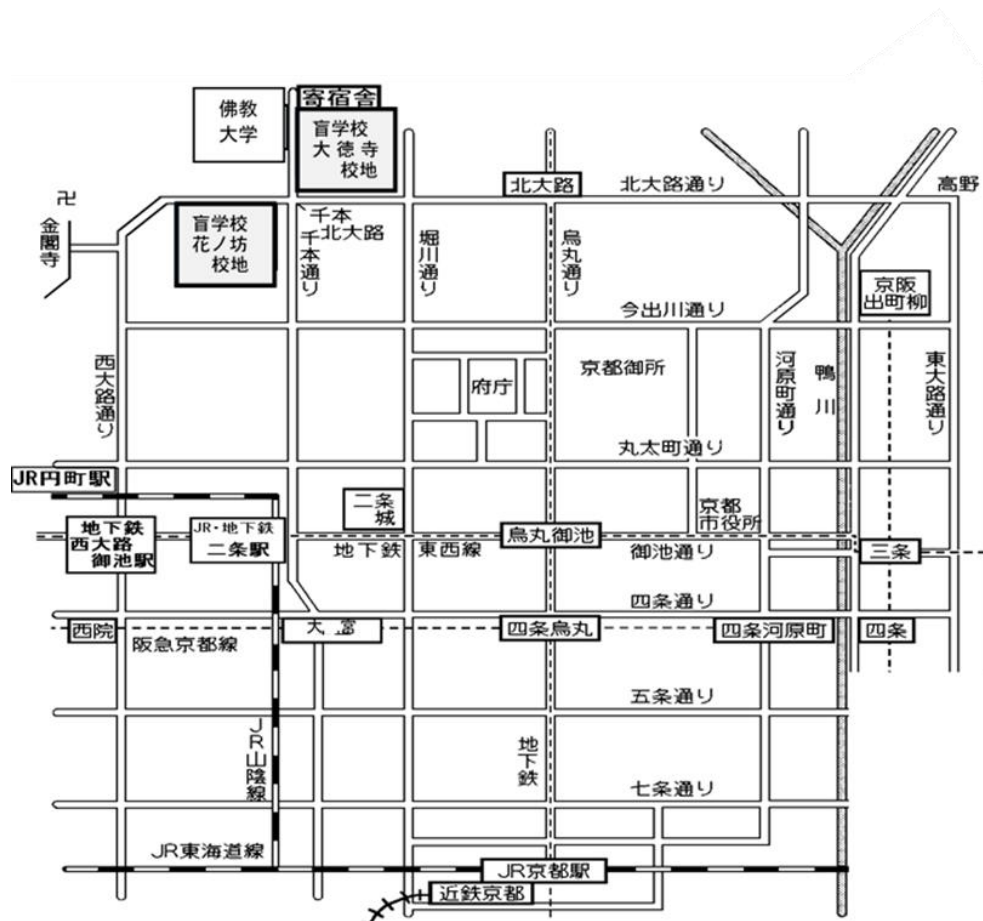 寄宿舎
佛教
大学
盲学校
大徳寺
校地
北大路
北大路通り
高野
卍
金閣寺
盲学校
花ノ坊
校地
千本
北大路
千本通り
堀川通り
烏丸通り
京阪
出町柳
今出川通り
西大路通り
府庁
京都御所
河原町通り
鴨川
東大路通り
丸太町通り
JR円町駅
二条
城
京都
市役所
地下鉄
西大路
御池駅
JR・地下鉄
二条駅
地下鉄
東西線
烏丸御池
御池通り
三条
四条通り
西院
大富
四条烏丸
四条河原町
四条
阪急京都線
五条通り
JR山陰線
地下鉄
七条通り
JR東海道線
JR京都駅
近鉄京都